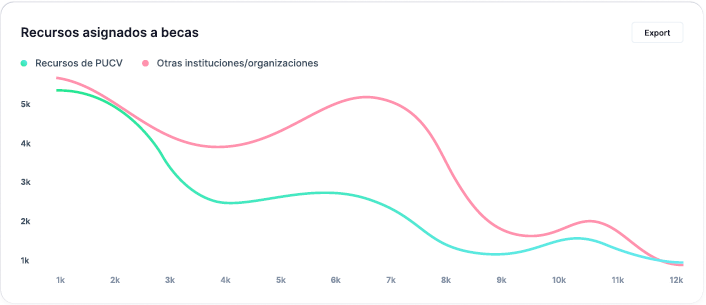 Recursos asignados a becas
Export
Recursos de PUCV
Otras instituciones/organizaciones
5k
4k
3k
2k
1k
1k 2k 3k 4k 5k 6k 7k 8k 9k 10k 11k 12k